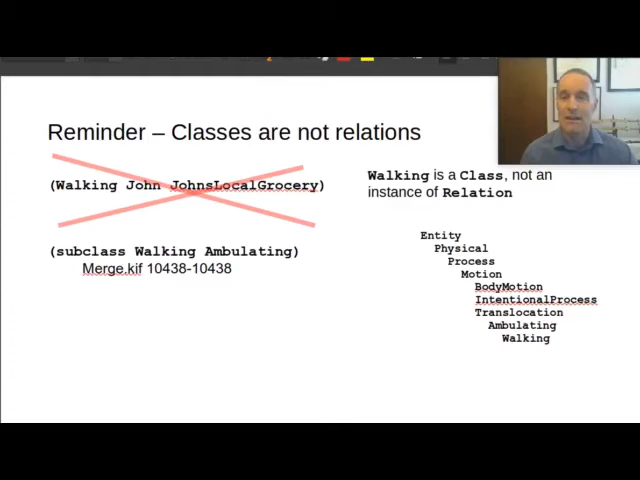 Reminder – Classes are not relations
(Walking John JohnsLocalGrocery)
(subclass Walking Ambulating)
Merge.kif 10438-10438
Walking is a Class, not an
instance of Relation
Entity
Physical
Process
Motion
BodyMotion
IntentionalProcess
Translocation
Ambulating
Walking